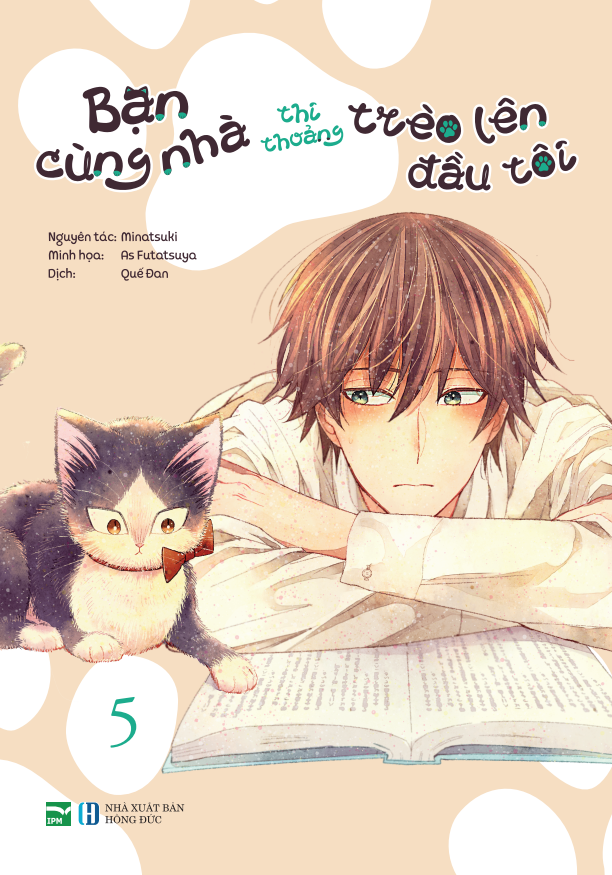 Bạn
cùng nhà
thi
thoảng
trèo lên
đầu tôi
Nguyên tác: Minatsuki
Minh họa: As Futatsuya
Dịch: Quế Đan
5
IPM
H
NHÀ XUẤT BẢN
HỒNG ĐỨC